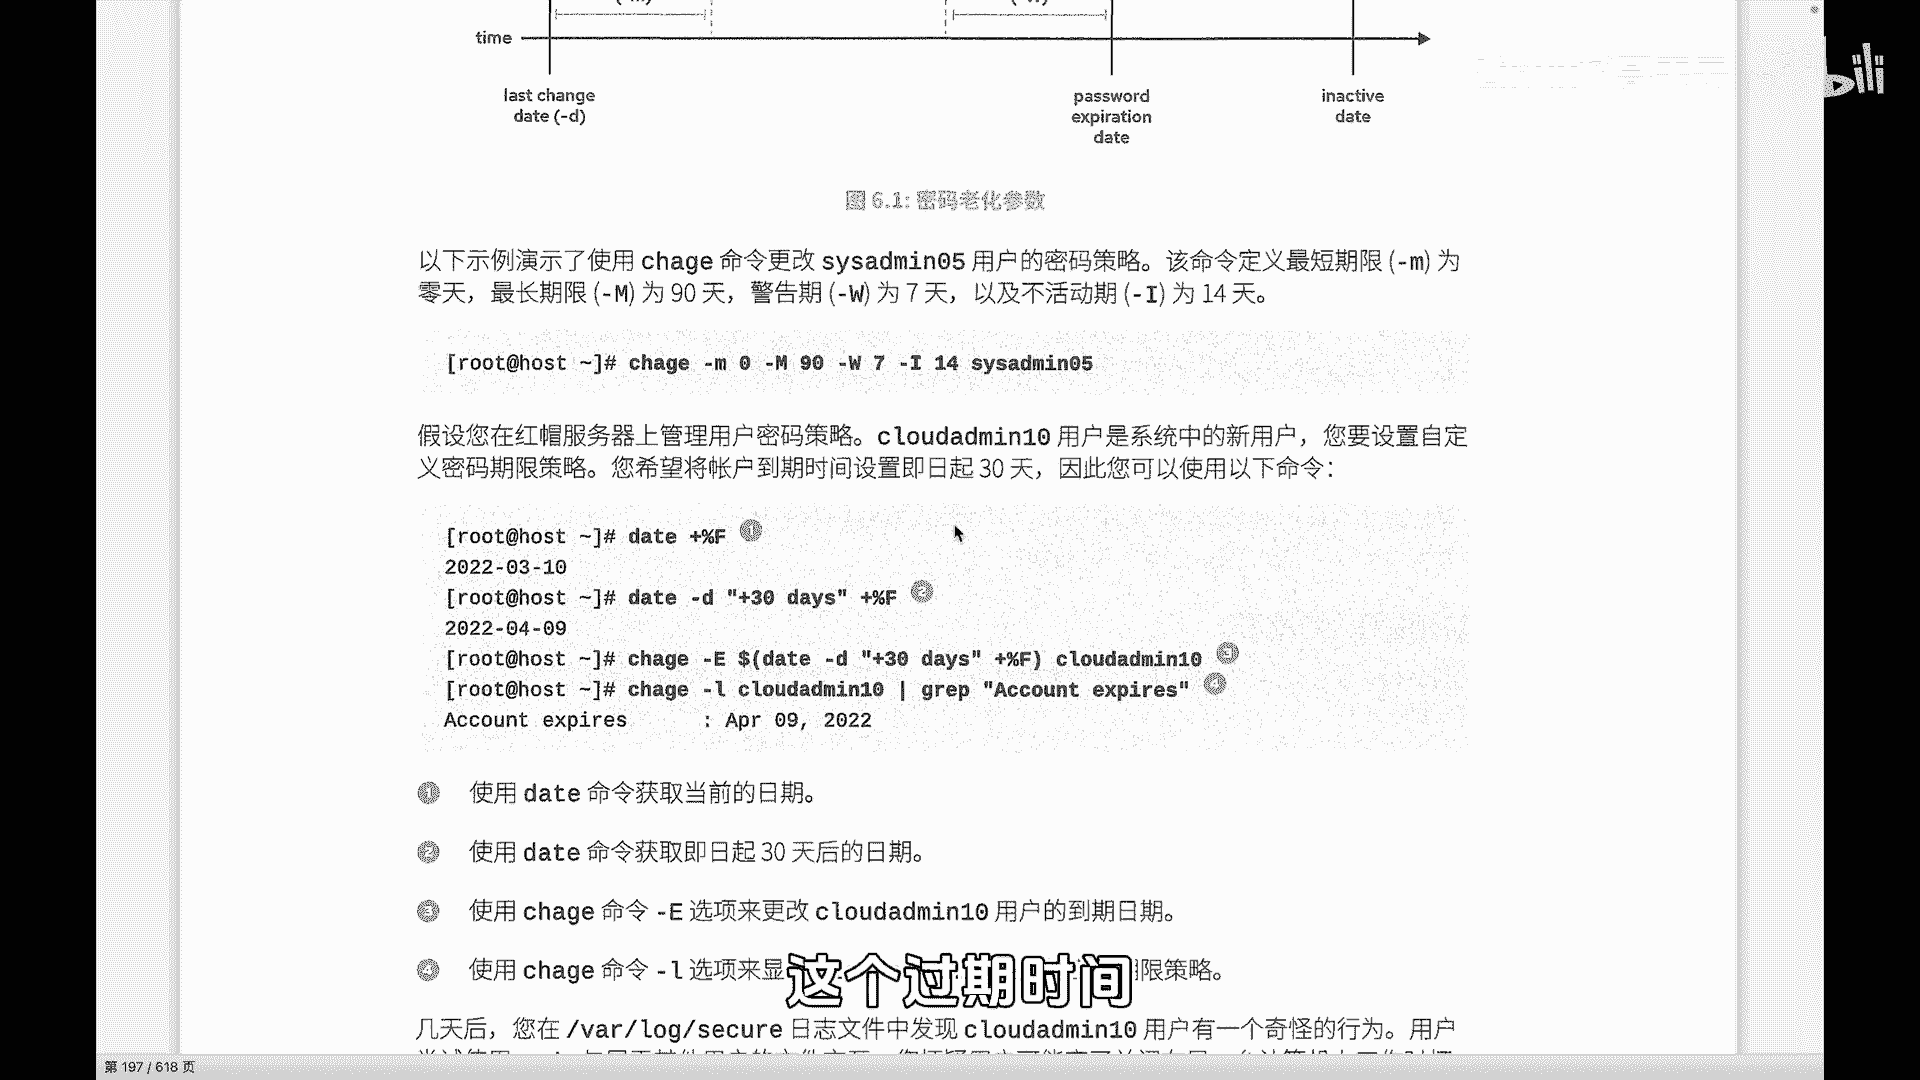 time
last change
date (-d)
password
expiration
date
inactive
date
bili
图 6.1: 密码老化参数
以下示例演示了使用 chage 命令更改 sysadmin05 用户的密码策略。该命令定义最短期限 (-m) 为
零天，最长期限 (-M) 为 90 天，警告期 (-W) 为 7 天，以及不活动期 (-I) 为 14 天。
[root@host ~]# chage -m 0 -M 90 -W 7 -I 14 sysadmin05
假设您在红帽服务器上管理用户密码策略。cloudadmin10 用户是系统中的新用户，您要设置自定
义密码期限策略。您希望将帐户到期时间设置即日起 30 天，因此您可以使用以下命令：
[root@host ~]# date +%F 1
2022-03-10
[root@host ~]# date -d "+30 days" +%F 2
2022-04-09
[root@host ~]# chage -E $(date -d "+30 days" +%F) cloudadmin10 3
[root@host ~]# chage -l cloudadmin10 | grep "Account expires" 4
Account expires : Apr 09, 2022
1 使用 date 命令获取当前的日期。
2 使用 date 命令获取即日起 30 天后的日期。
3 使用 chage 命令 -E 选项来更改 cloudadmin10 用户的到期日期。
4 使用 chage 命令 -l 选项来显 限策略。
这个过期时间
几天后，您在 /var/log/secure 日志文件中发现 cloudadmin10 用户有一个奇怪的行为。用户
第 197 / 618 页